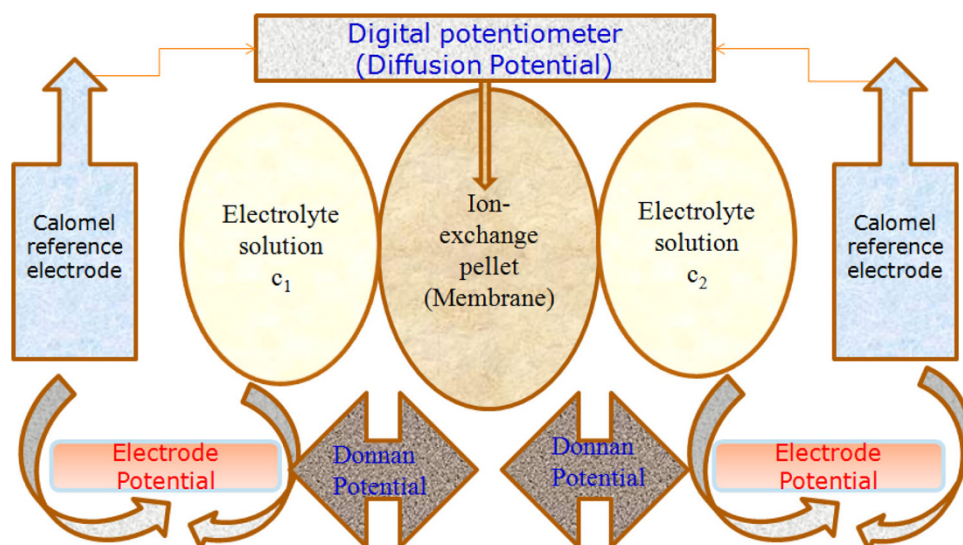 Digital potentiometer
(Diffusion Potential)
Calomel
reference
electrode
Electrolyte
solution
c₁
Ion-
exchange
pellet
(Membrane)
Electrolyte
solution
c₂
Calomel
reference
electrode
Electrode
Potential
Donnan
Potential
Donnan
Potential
Electrode
Potential